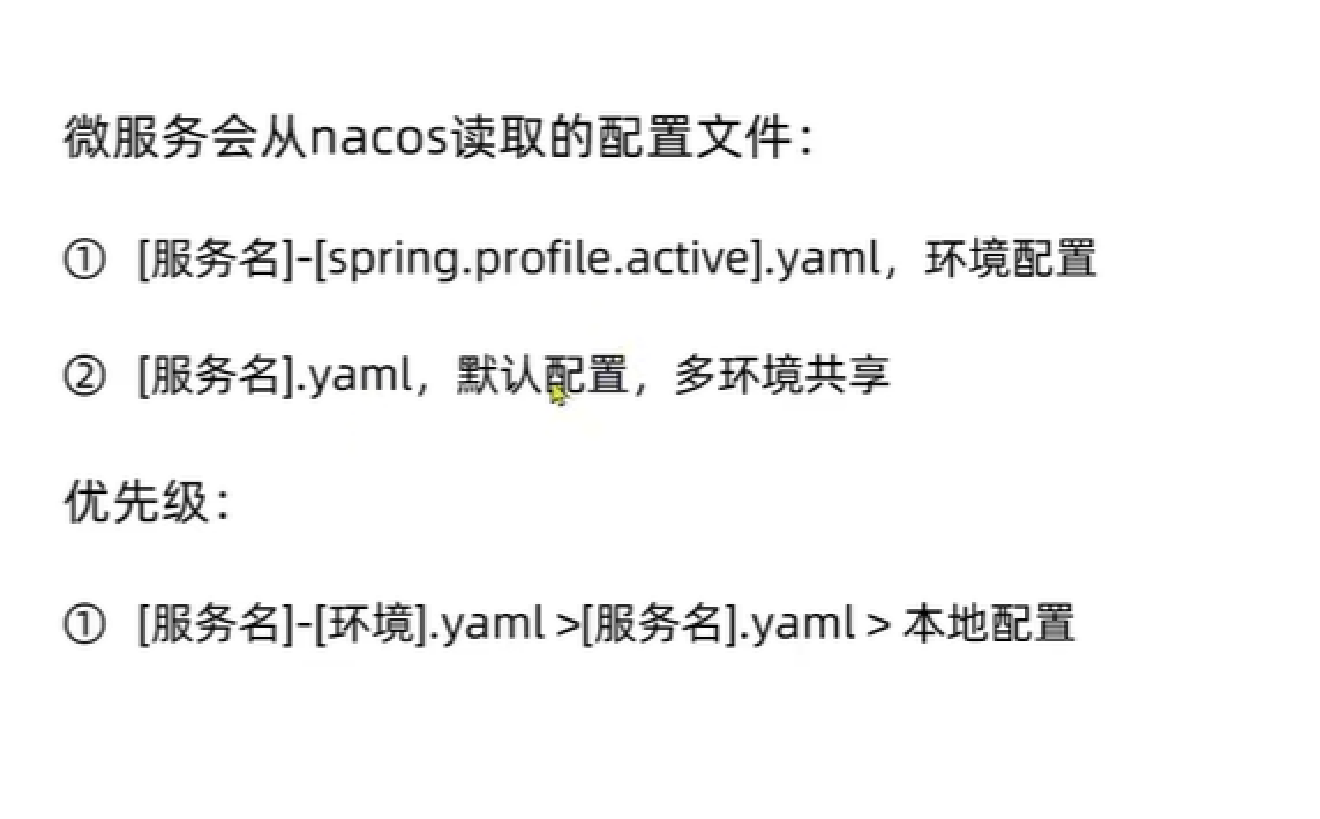 微服务会从nacos读取的配置文件：
① [服务名]-[spring.profile.active].yaml，环境配置
② [服务名].yaml，默认配置，多环境共享
优先级：
① [服务名]-[环境].yaml >[服务名].yaml > 本地配置